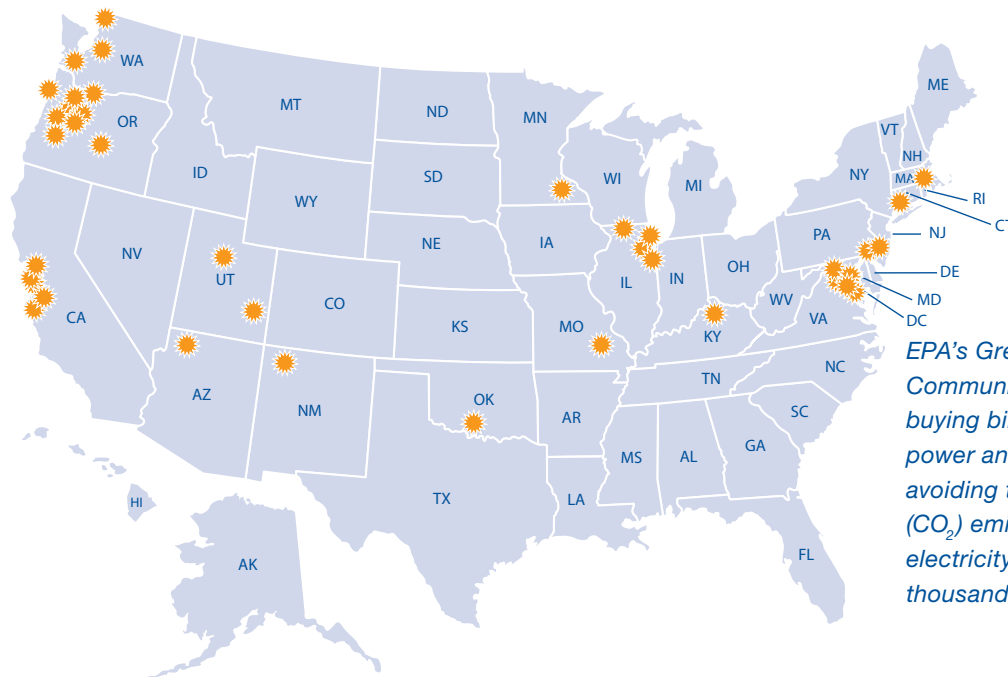 WA
ME
MT
ND
MN
VT
OR
NH
ID
SD
WI
NY
MA
MI
WY
RI
CT
NJ
IA
PA
NE
NV
OH
DE
UT
IL
IN
CO
WV
MD
CA
VA
DC
KS
MO
KY
EPA's Gre
NC
TN
Communi
AZ
OK
buying bi
NM
AR
SC
power an
MS
AL
GA
avoiding
TX
LA
HI
(CO₂) emi
FL
electricity
AK
thousand